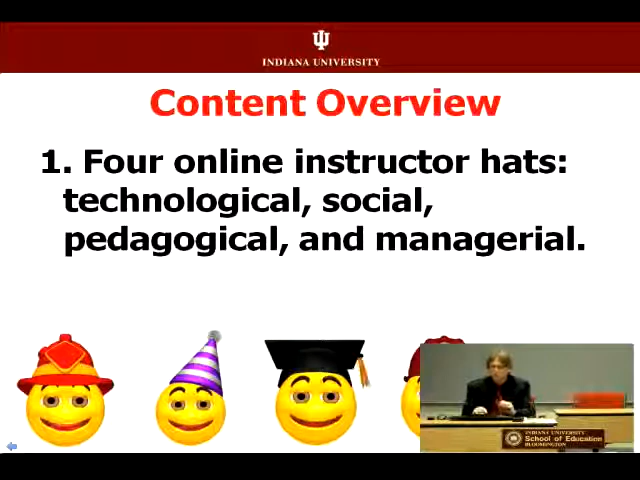 INDIANA UNIVERSITY
Content Overview
1. Four online instructor hats:
technological, social,
pedagogical, and managerial.
INDIANA UNIVERSITY
School of Education
BLOOMINGTON